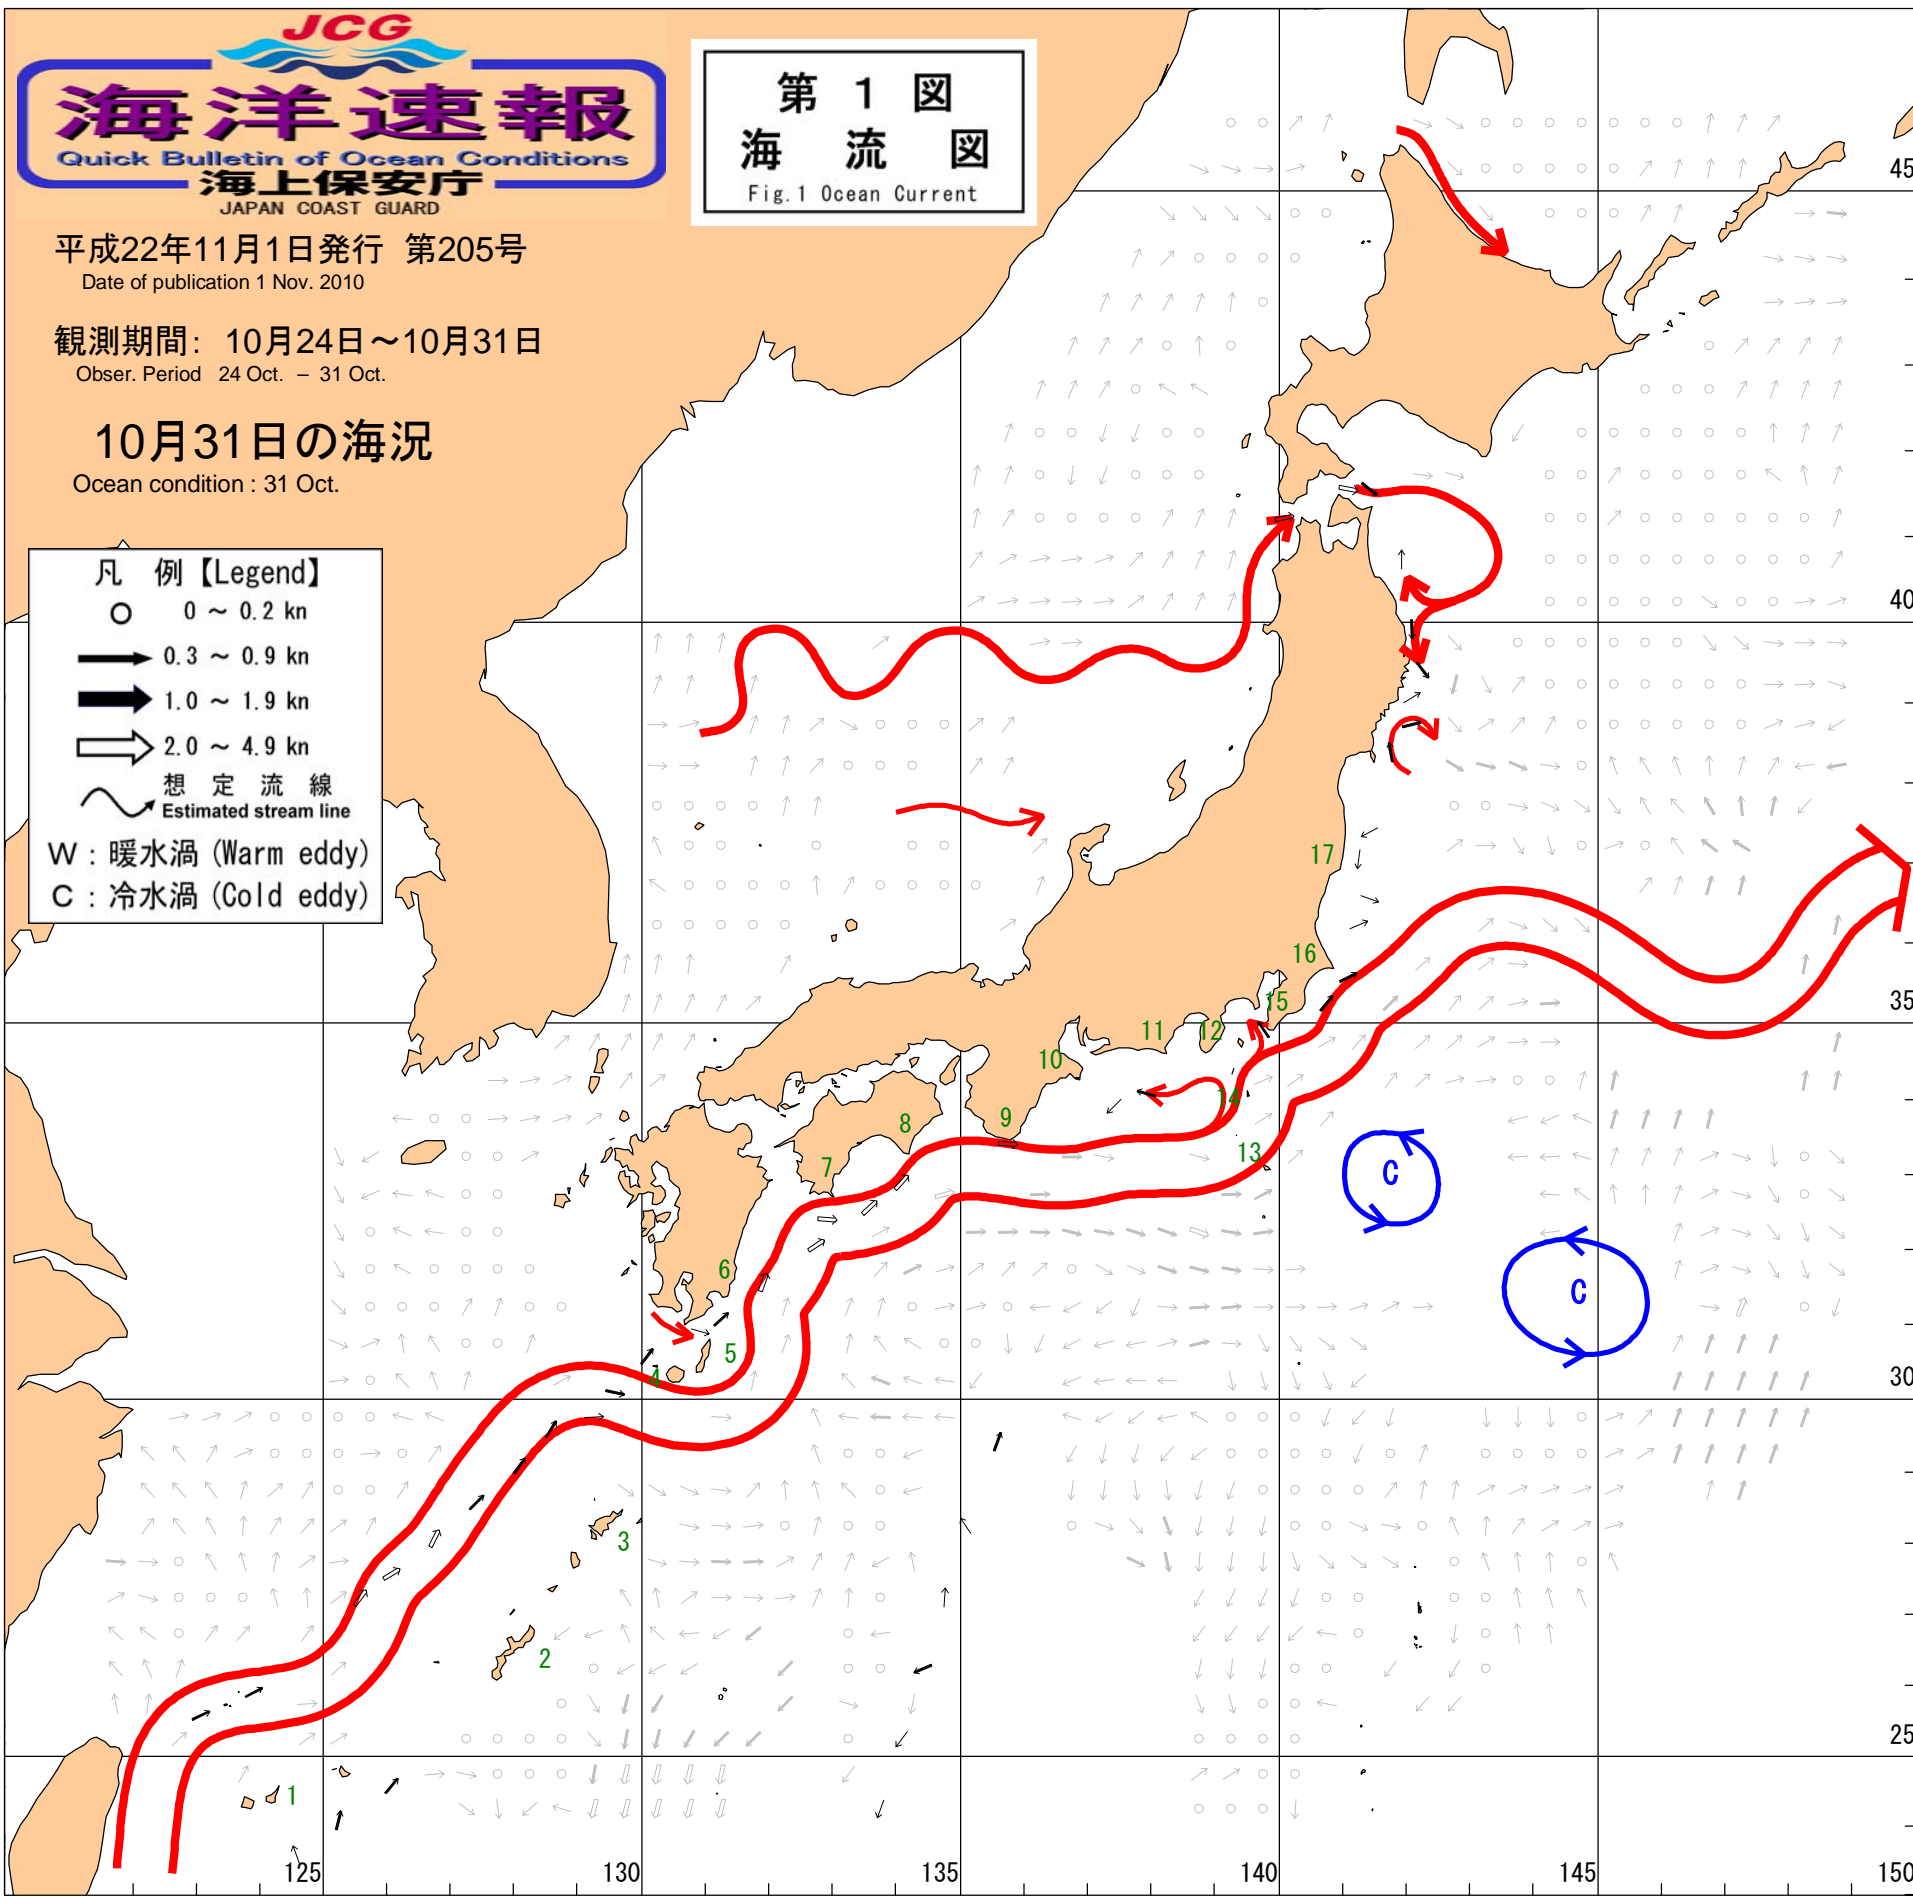 JCG
海洋速報
Quick Bulletin of Ocean Conditions
海上保安庁
JAPAN COAST GUARD
第 1 図
海 流 図
Fig.1 Ocean Current
平成22年11月1日発行 第205号
Date of publication 1 Nov. 2010
観測期間: 10月24日～10月31日
Obser. Period 24 Oct. – 31 Oct.
10月31日の海況
Ocean condition : 31 Oct.
凡 例【Legend】
0 ～ 0.2 kn
0.3 ～ 0.9 kn
1.0 ～ 1.9 kn
2.0 ～ 4.9 kn
想 定 流 線
Estimated stream line
W : 暖水渦 (Warm eddy)
C : 冷水渦 (Cold eddy)
45
40
17
16
35
15
12
11
10
14
9
8
13
7
C
6
C
5
4
30
3
2
25
1
125
130
135
140
145
150